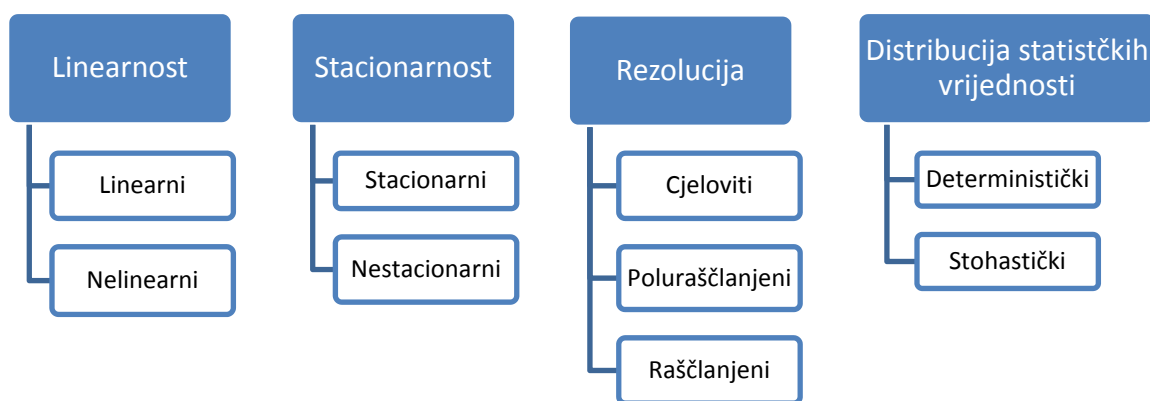 Linearnost
Linearni
Nelinearni
Stacionarnost
Stacionarni
Nestacionarni
Rezolucija
Cjeloviti
Poluraščlanjeni
Raščlanjeni
Distribucija statistčkih
vrijednosti
Deterministički
Stohastički